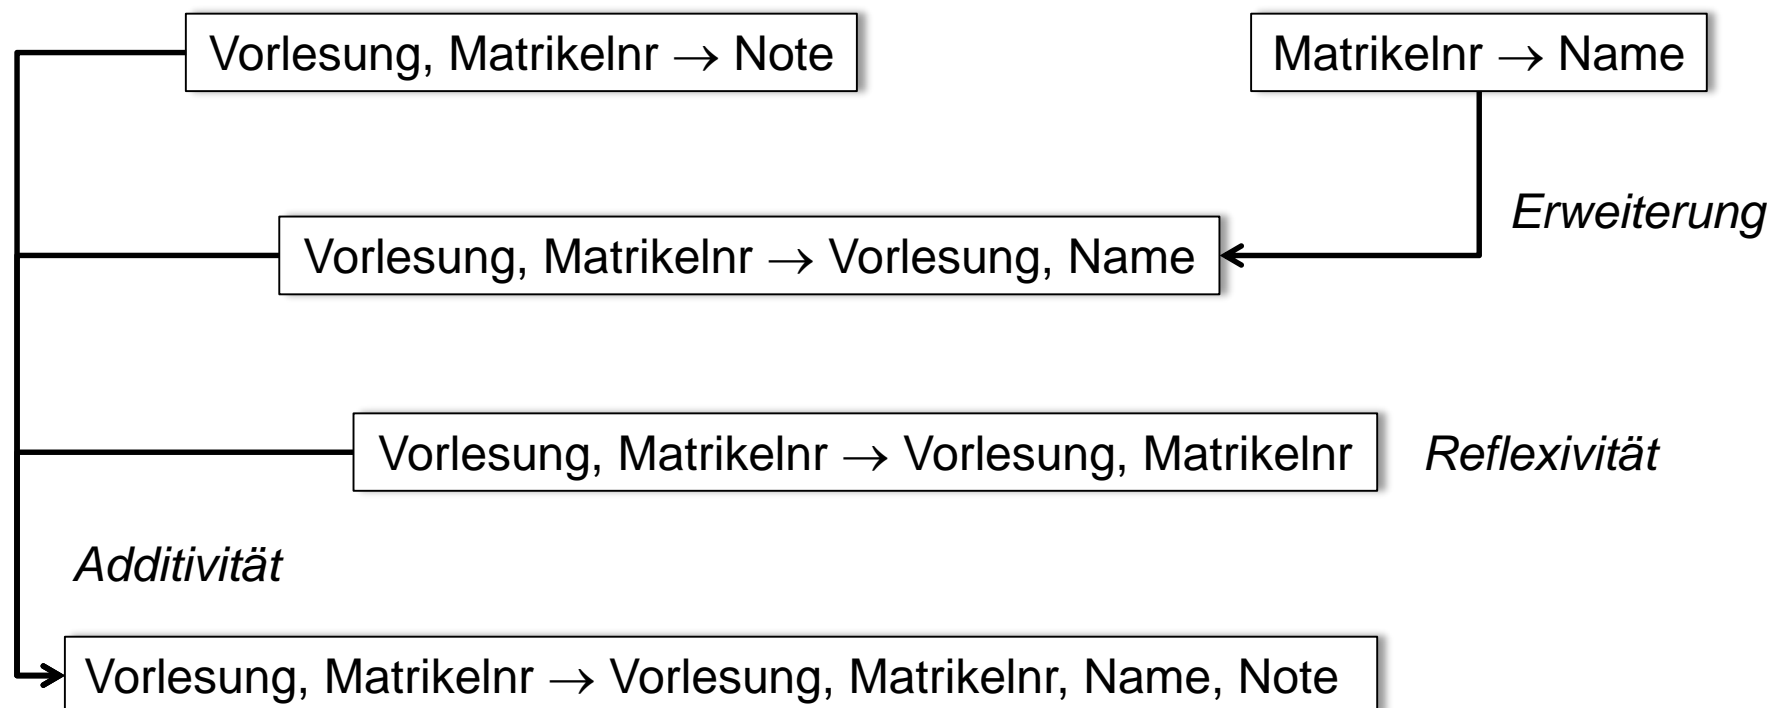 Vorlesung, Matrikelnr → Note
Matrikelnr → Name
Erweiterung
Vorlesung, Matrikelnr → Vorlesung, Name
Vorlesung, Matrikelnr → Vorlesung, Matrikelnr
Reflexivität
Additivität
Vorlesung, Matrikelnr → Vorlesung, Matrikelnr, Name, Note